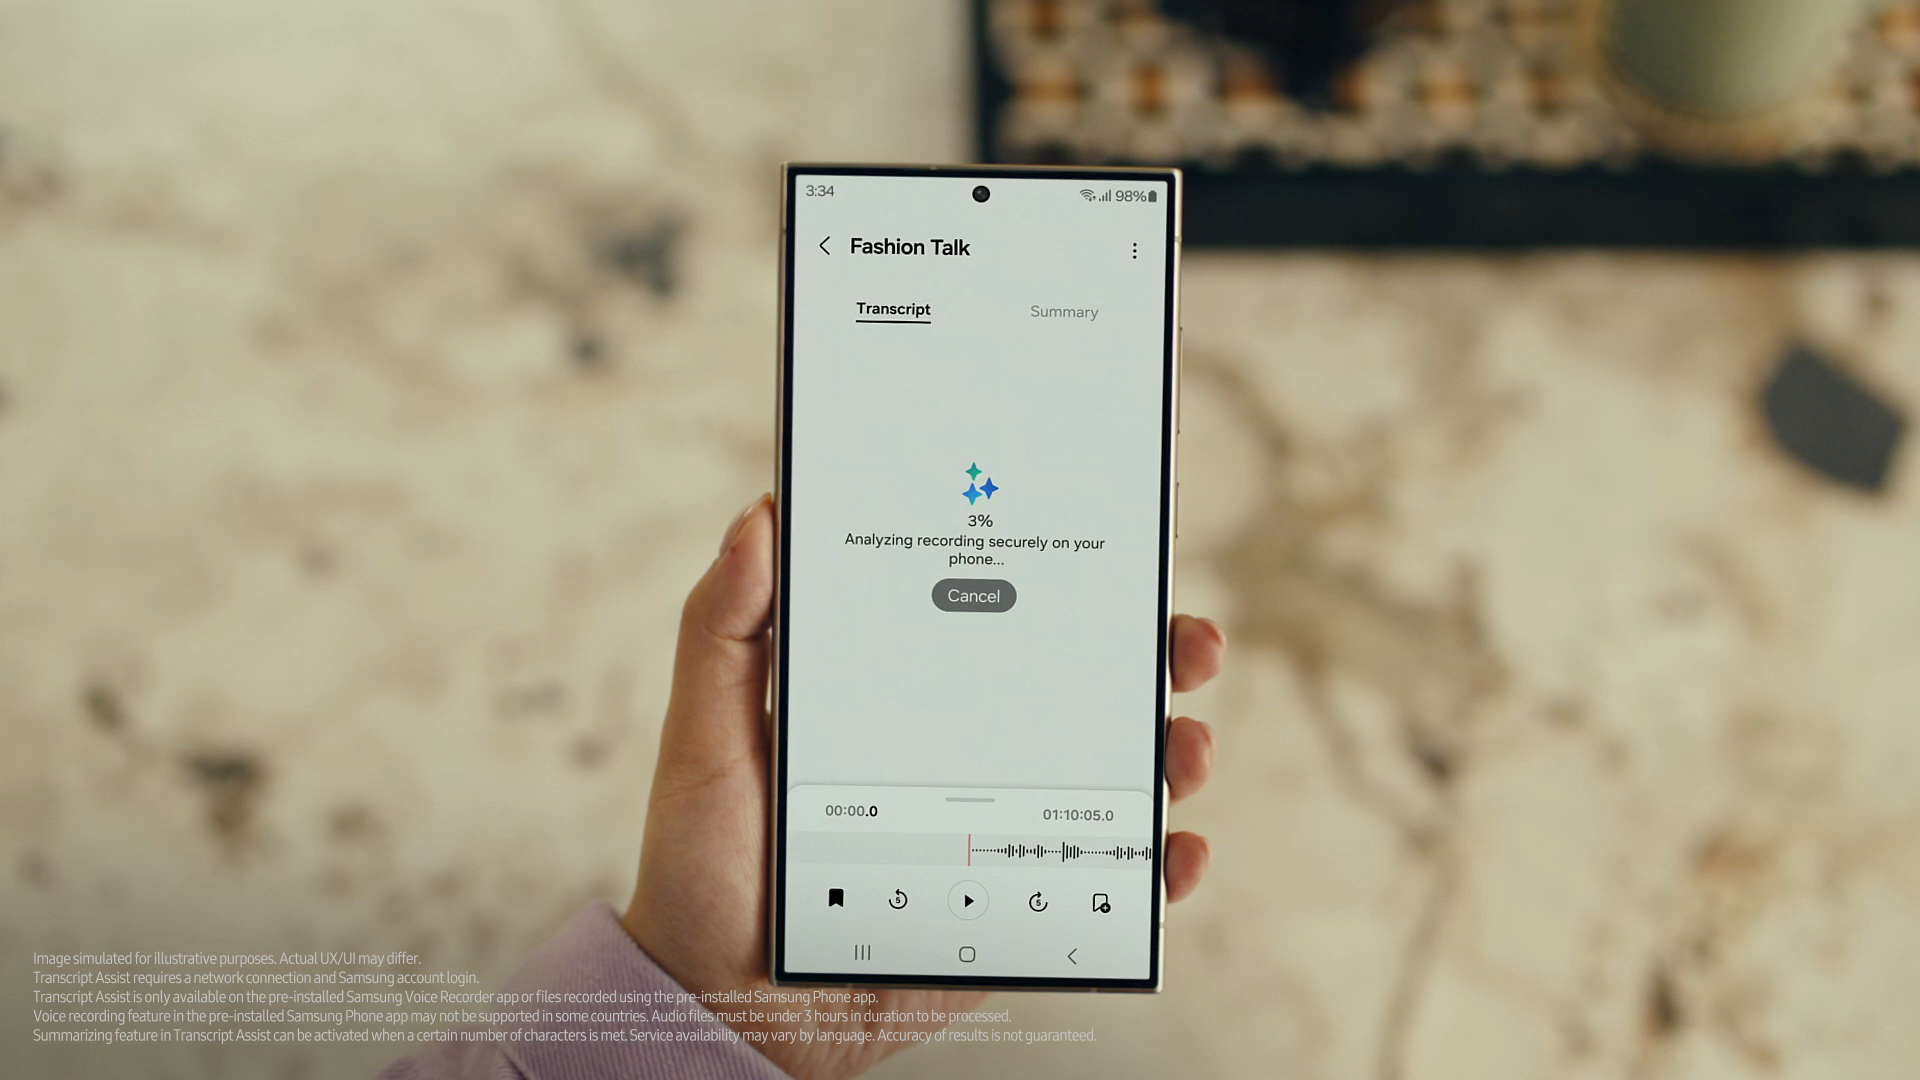 3:34
98%
Fashion Talk
Transcript
Summary
3%
Analyzing recording securely on your
phone...
Cancel
00:00.0
01:10:05.0
5
5
Image simulated for illustrative purposes. Actual UX/UI may differ.
Transcript Assist requires a network connection and Samsung account login.
Transcript Assist is only available on the pre-installed Samsung Voice Recorder app or files recorded using the pre-installed Samsung Phone app.
Voice recording feature in the pre-installed Samsung Phone app may not be supported in some countries. Audio files must be under 3 hours in duration to be processed.
Summarizing feature in Transcript Assist can be activated when a certain number of characters is met. Service availability may vary by language. Accuracy of results is not guaranteed.